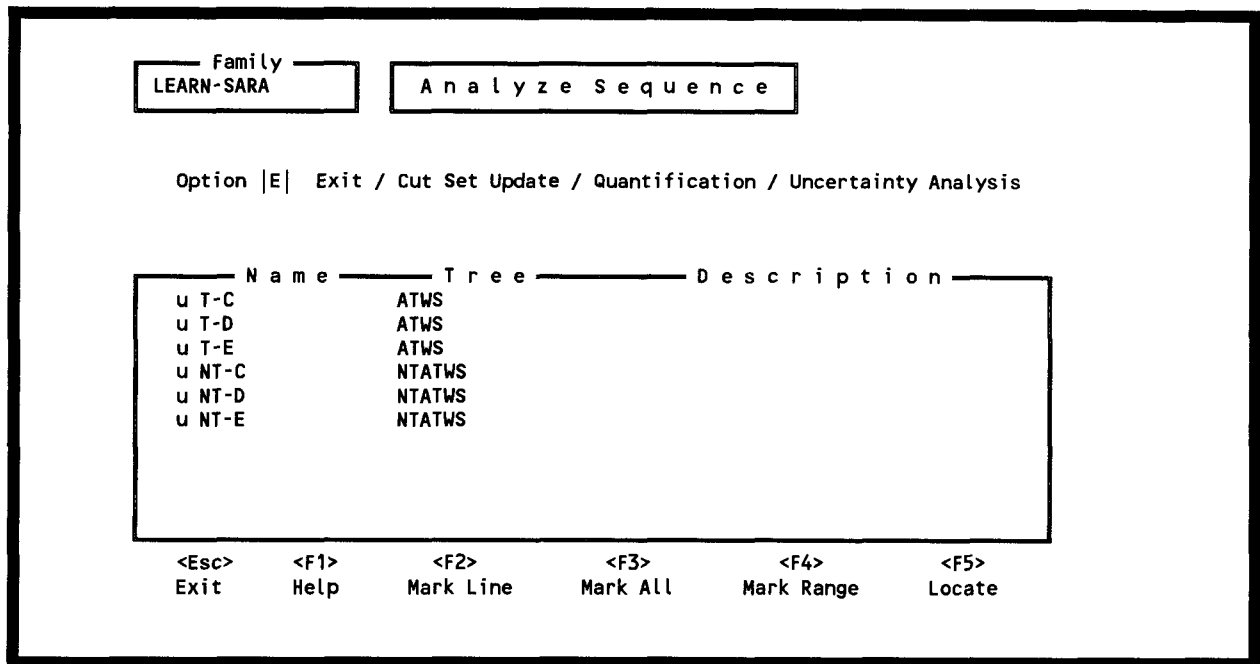 Family
LEARN-SARA
Analyze Sequence
Option |E| Exit / Cut Set Update / Quantification / Uncertainty Analysis
Name Tree Description
u T-C ATWS
u T-D ATWS
u T-E ATWS
u NT-C NTATWS
u NT-D NTATWS
u NT-E NTATWS
<Esc> <F1> <F2> <F3> <F4> <F5>
Exit Help Mark Line Mark All Mark Range Locate